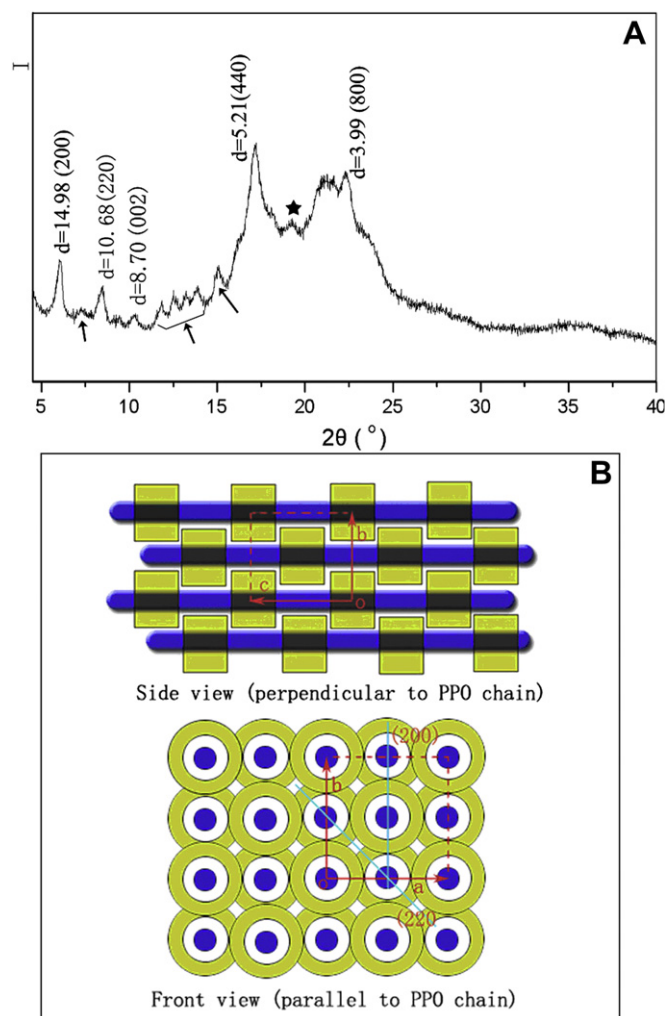 A
I
d=14.98 (200)
d=10.68 (220)
d=8.70 (002)
d=5.21(440)
★
d=3.99 (800)
5 10 15 20 25 30 35 40
2θ (°)
B
b
c
o
Side view (perpendicular to PPO chain)
(200)
b
o
a
(220
Front view (parallel to PPO chain)